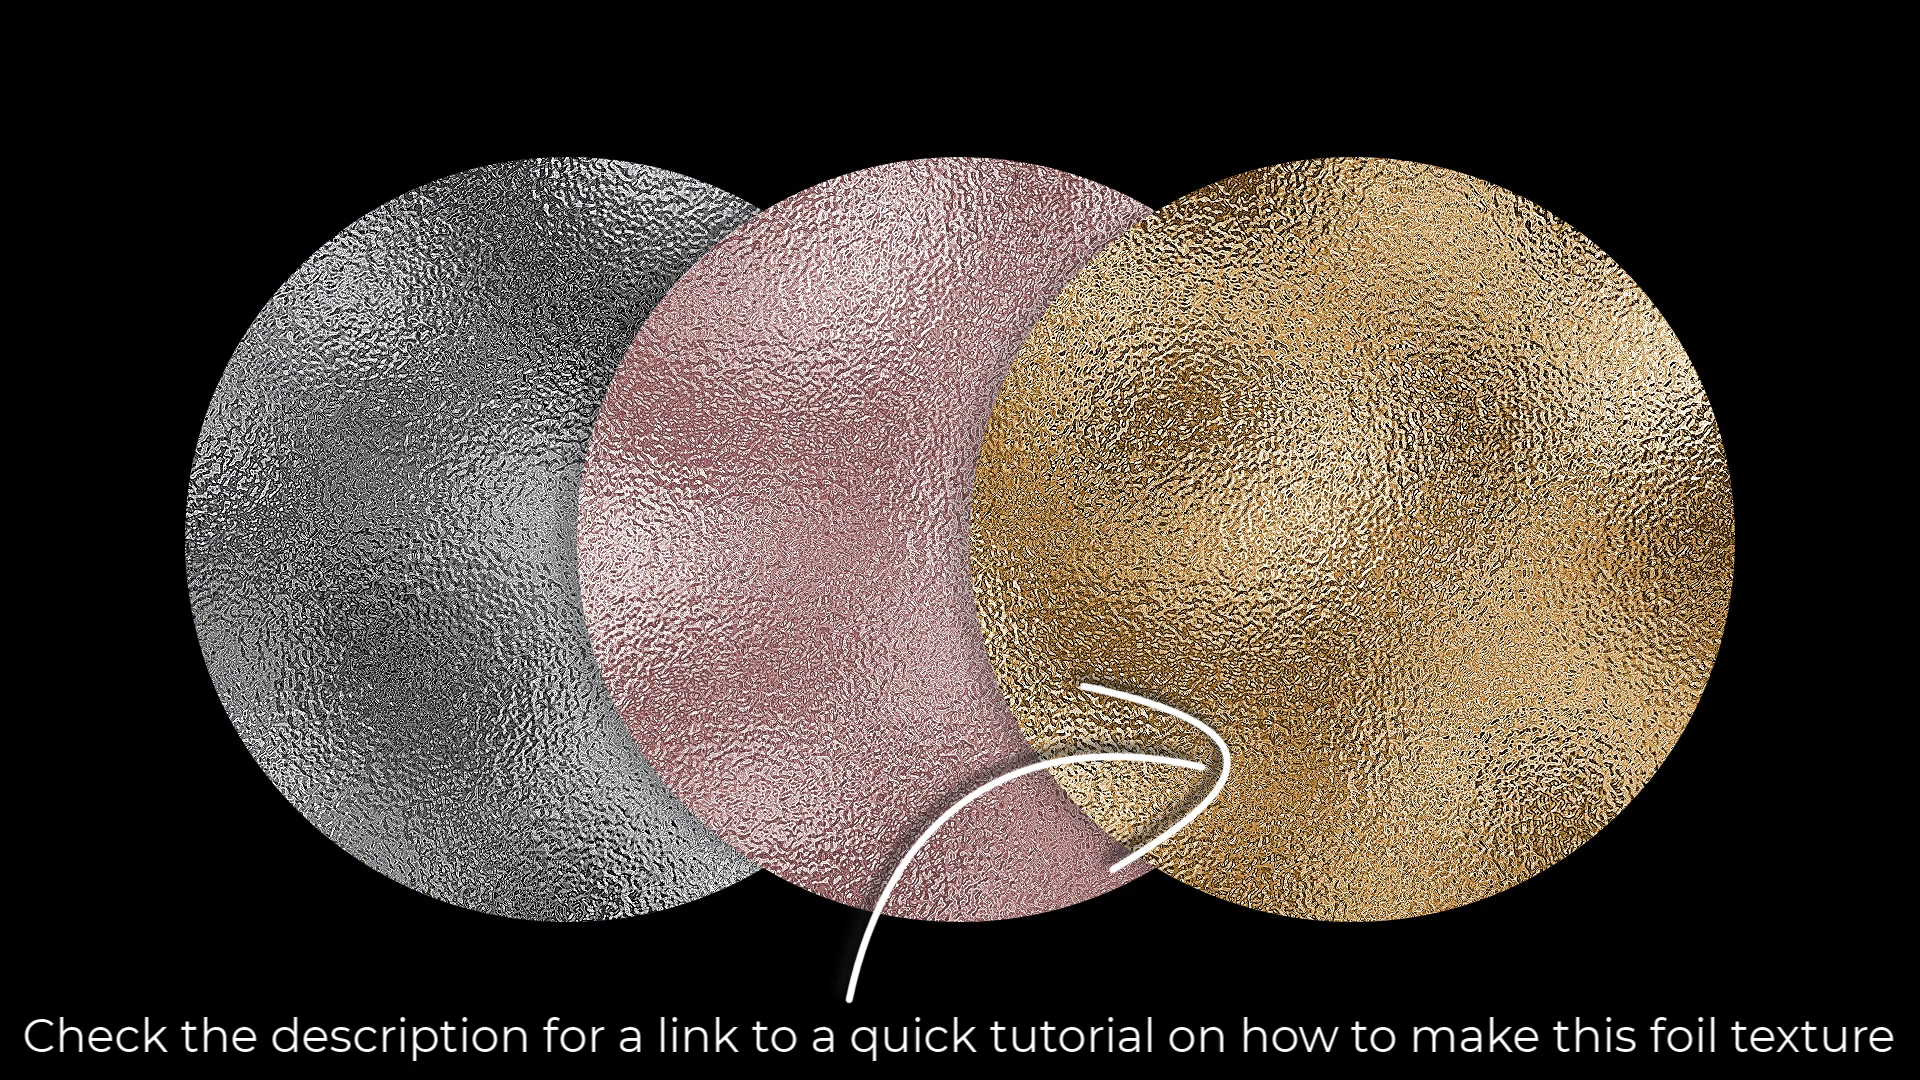 Check the description for a link to a quick tutorial on how to make this foil texture